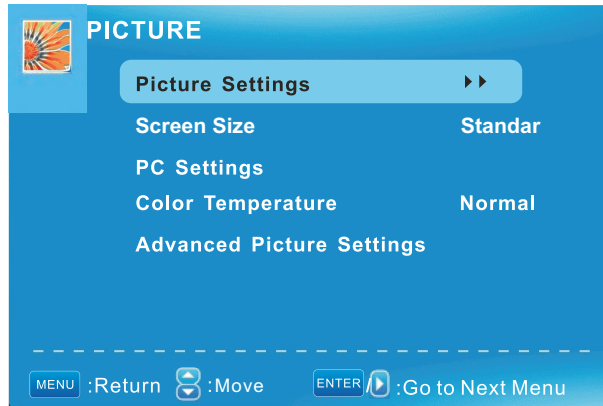 PICTURE
Picture Settings
Screen Size Standar
PC Settings
Color Temperature Normal
Advanced Picture Settings
MENU :Return :Move ENTER / :Go to Next Menu